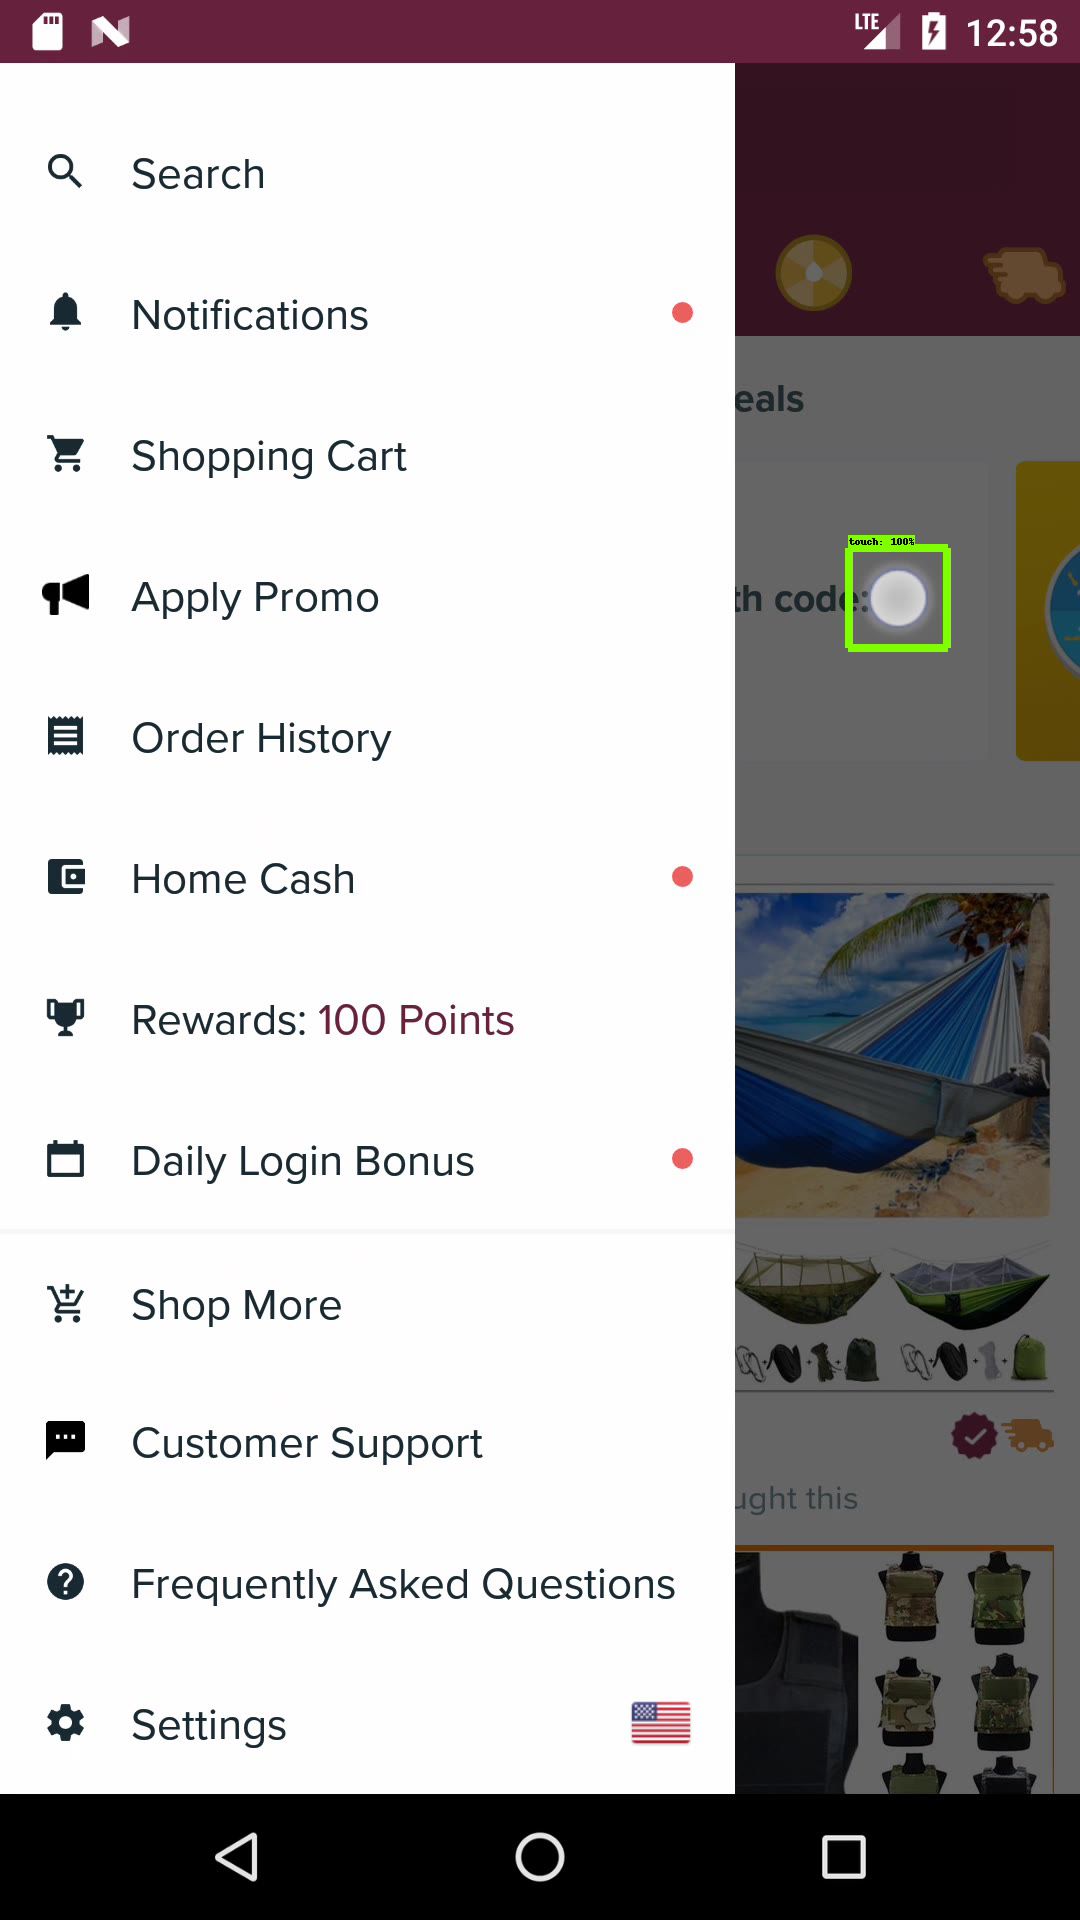 LTE 12:58
Search
Notifications
eals
Shopping Cart
touch: 100%
Apply Promo
th code:
Order History
Home Cash
Rewards: 100 Points
Daily Login Bonus
Shop More
Customer Support
ught this
Frequently Asked Questions
Settings